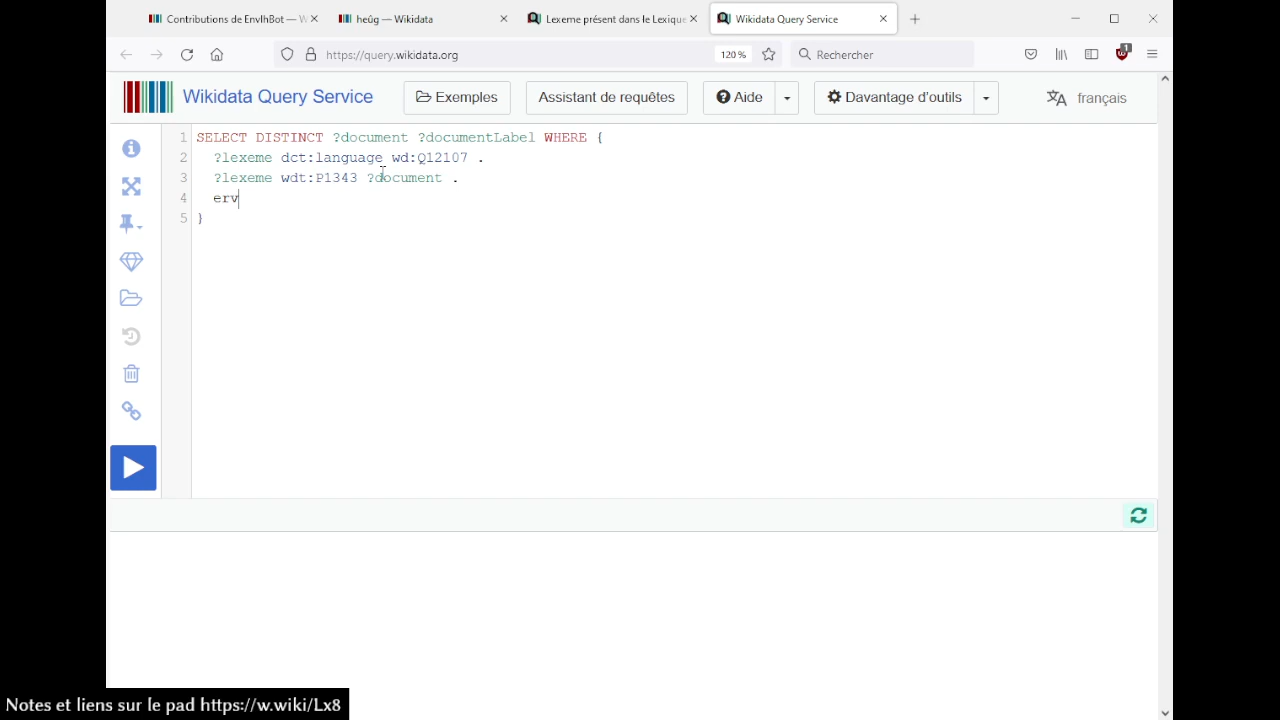 Contributions de EnvlhBot — W
heûg — Wikidata
Lexeme présent dans le Lexique
Wikidata Query Service
https://query.wikidata.org
120 %
Rechercher
1
Wikidata Query Service
Exemples
Assistant de requêtes
Aide
Davantage d'outils
français
1 SELECT DISTINCT ?document ?documentLabel WHERE {
2 ?lexeme dct:language wd:Q12107 .
3 ?lexeme wdt:P1343 ?document .
4 erv
5 }
Notes et liens sur le pad https://w.wiki/Lx8